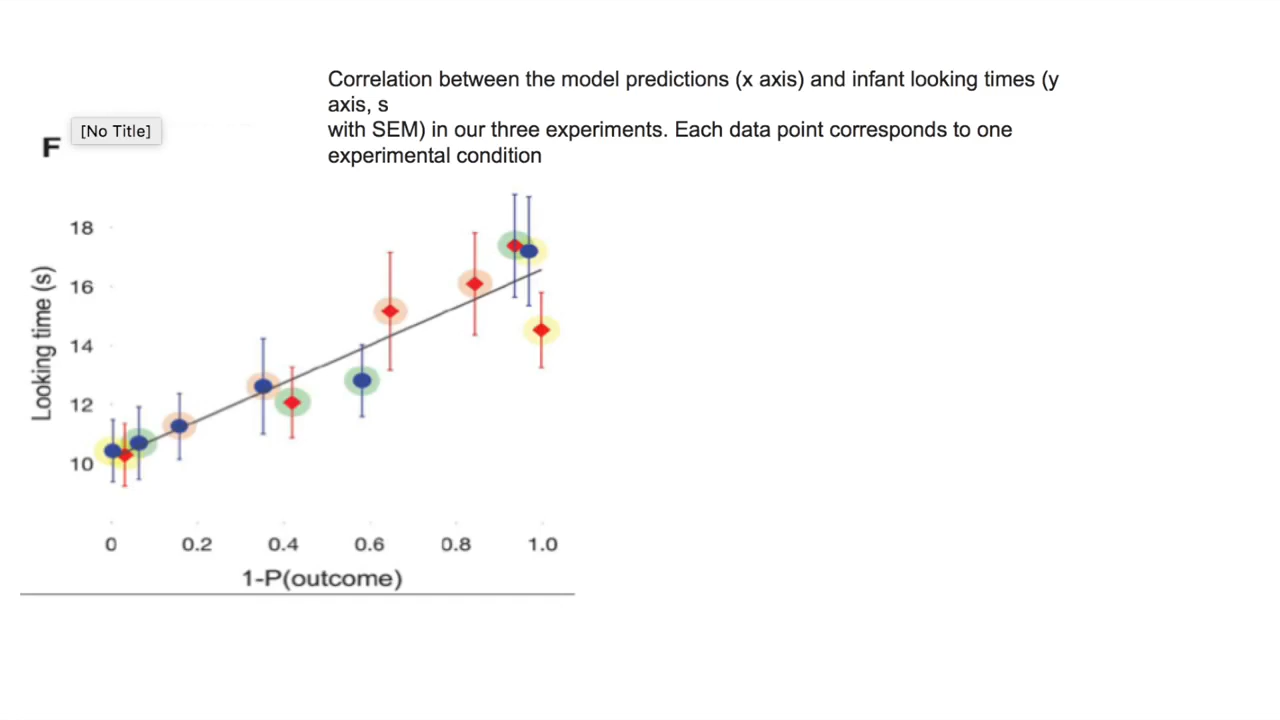 Correlation between the model predictions (x axis) and infant looking times (y
axis, s
with SEM) in our three experiments. Each data point corresponds to one
experimental condition
[No Title]
F
Looking time (s)
18
16
14
12
10
0 0.2 0.4 0.6 0.8 1.0
1-P(outcome)